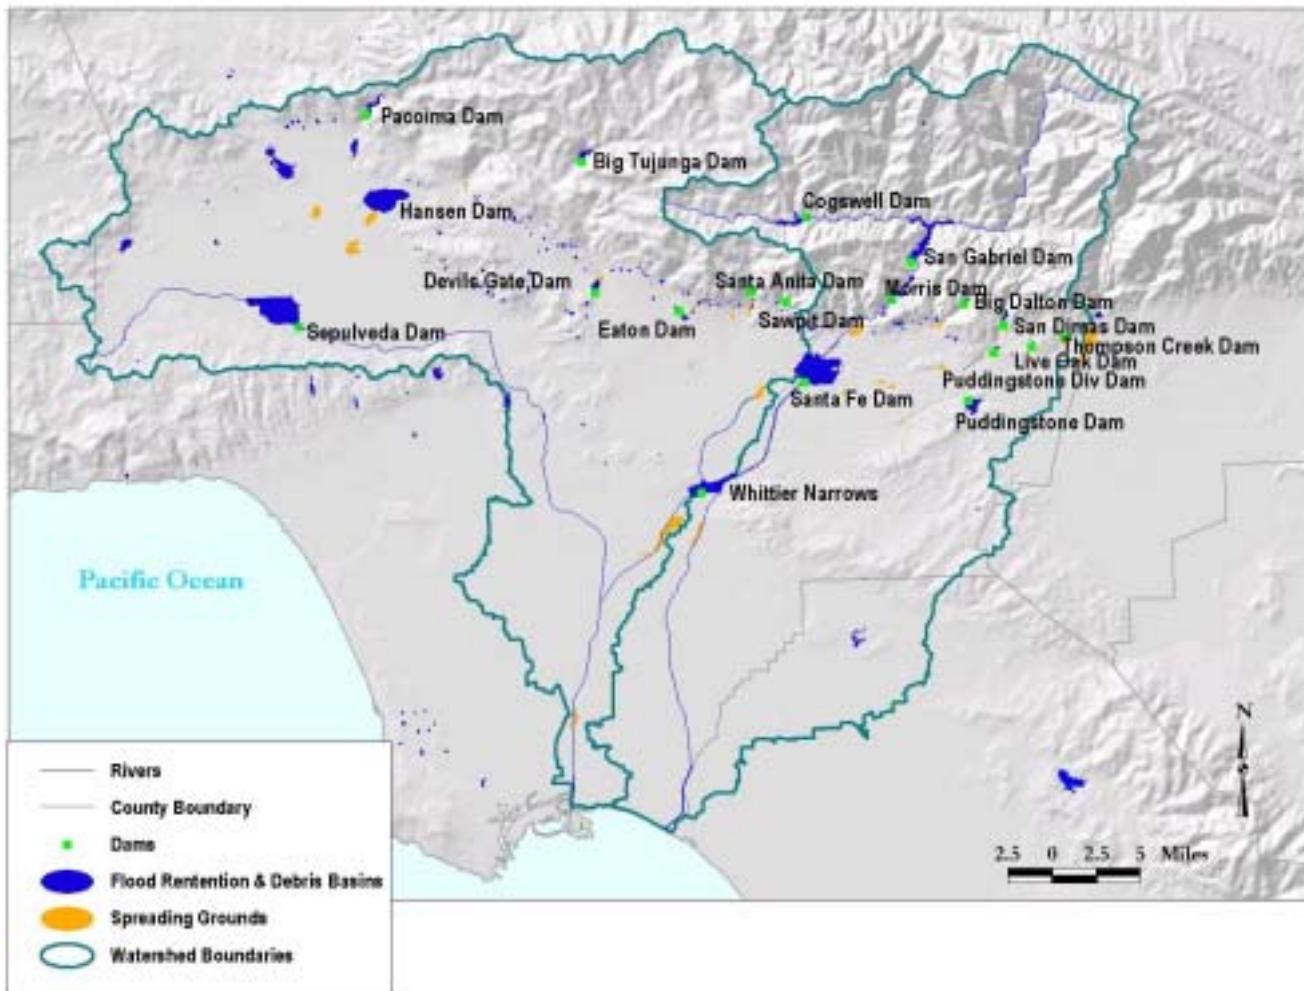 Pacoima Dam
Big Tujunga Dam
Hansen Dam
Cogswell Dam
San Gabriel Dam
Devils Gate Dam
Santa Anita Dam
Morris Dam
Big Dalton Dam
Eaton Dam
Sawpit Dam
San Dimas Dam
Sepulveda Dam
Thompson Creek Dam
Live Oak Dam
Puddingstone Div Dam
Santa Fe Dam
Puddingstone Dam
Whittier Narrows
Pacific Ocean
N
Rivers
County Boundary
Dams
Flood Rentention & Debris Basins
Spreading Grounds
Watershed Boundaries
2.5 0 2.5 5 Miles